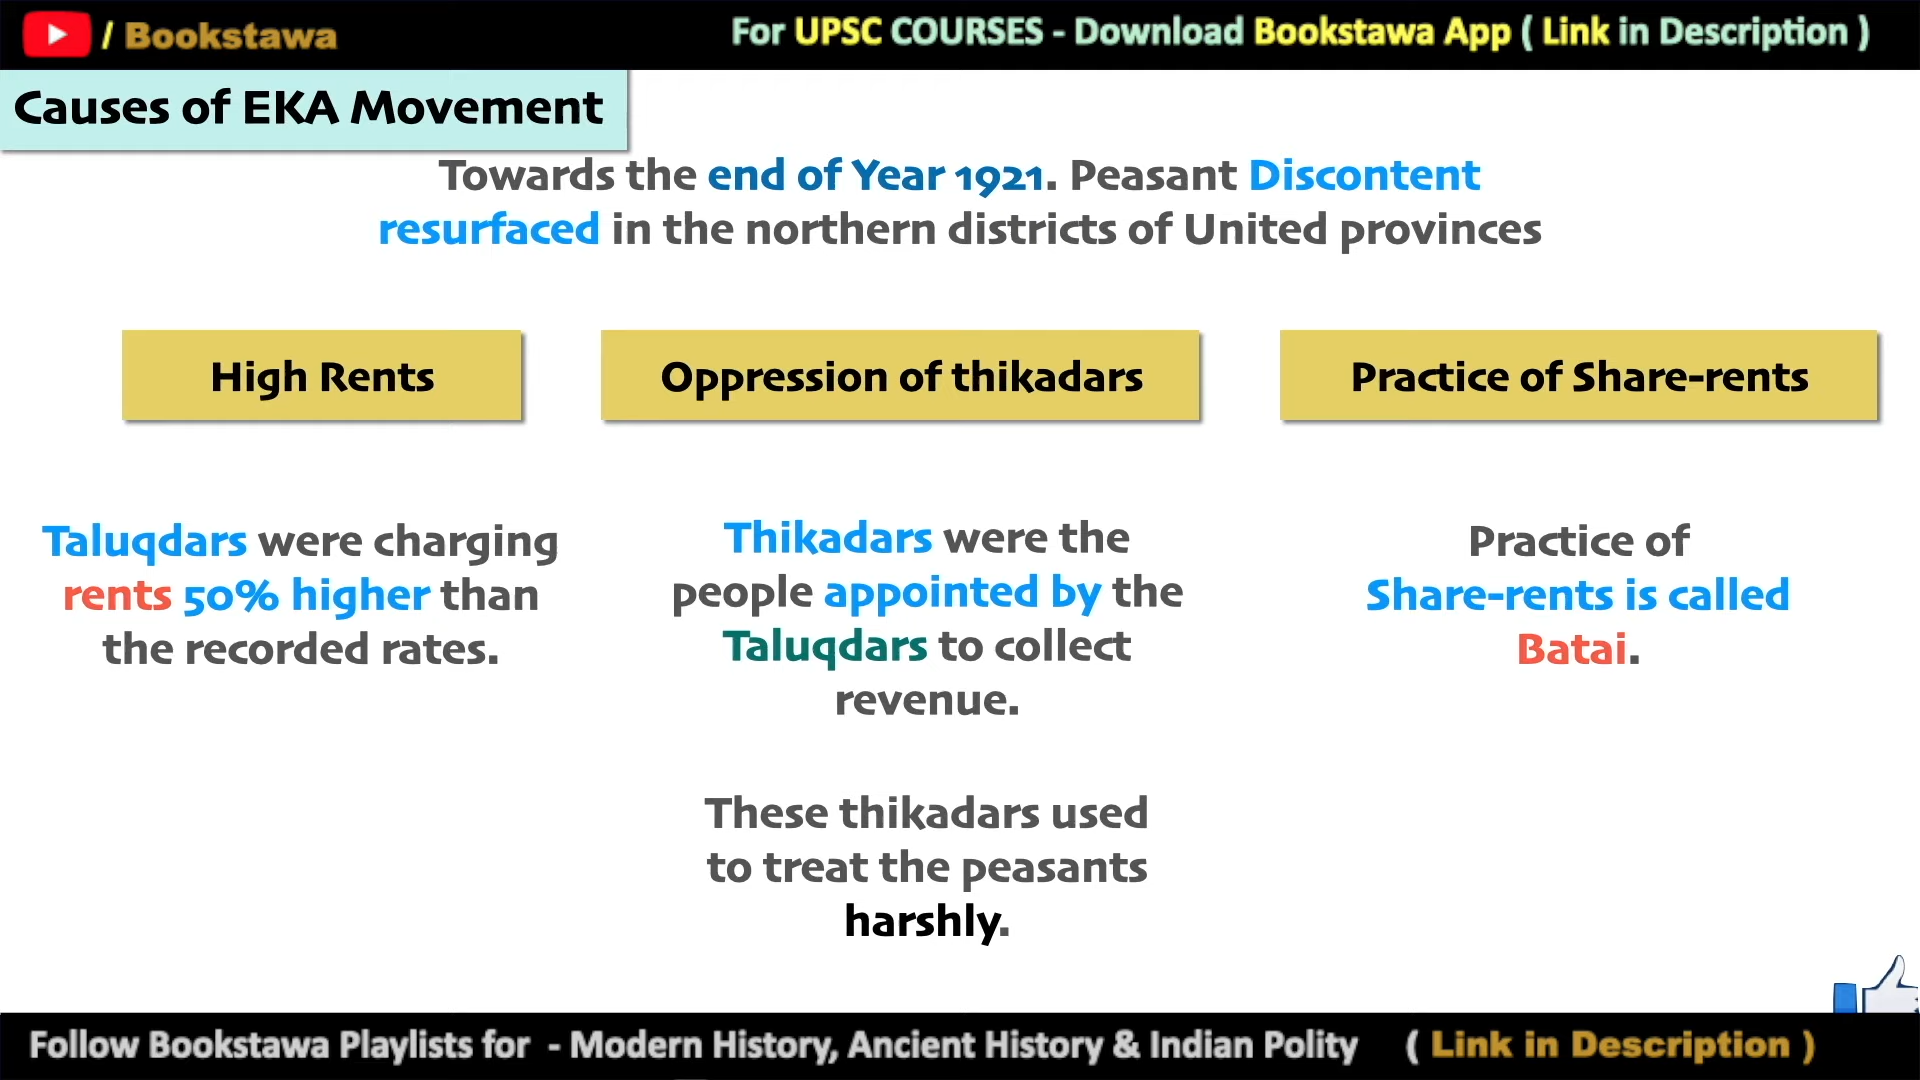 / Bookstawa
For UPSC COURSES - Download Bookstawa App ( Link in Description )
Causes of EKA Movement
Towards the end of Year 1921. Peasant Discontent
resurfaced in the northern districts of United provinces
High Rents
Taluqdars were charging
rents 50% higher than
the recorded rates.
Oppression of thikadars
Thikadars were the
people appointed by the
Taluqdars to collect
revenue.
These thikadars used
to treat the peasants
harshly.
Practice of Share-rents
Practice of
Share-rents is called
Batai.
Follow Bookstawa Playlists for - Modern History, Ancient History & Indian Polity ( Link in Description )